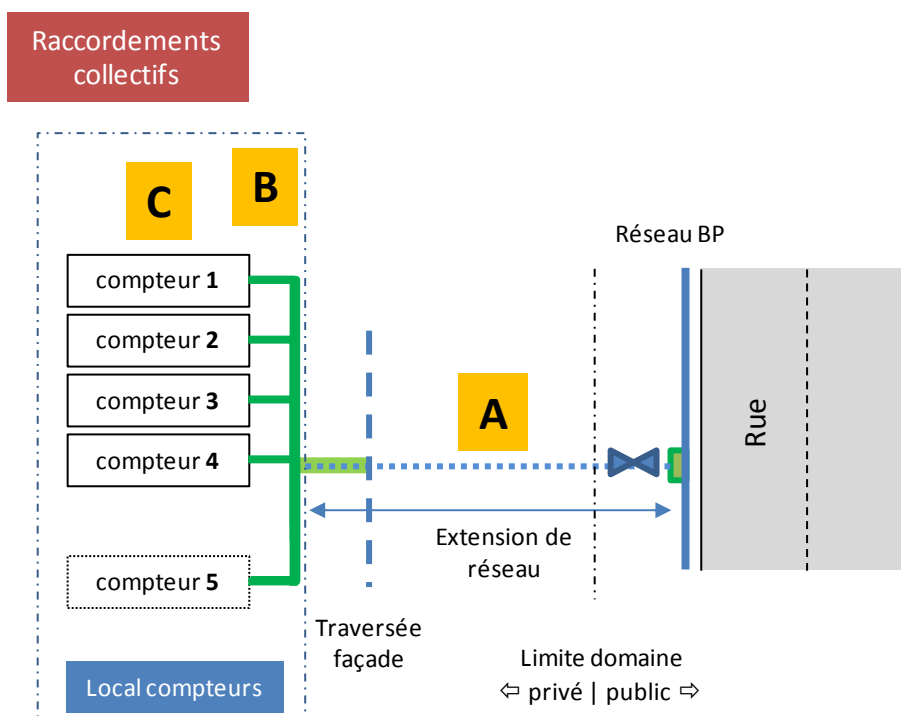 Raccordements
collectifs
C
B
Réseau BP
compteur 1
compteur 2
compteur 3
compteur 4
A
Rue
Extension de
réseau
compteur 5
Traversée
façade
Limite domaine
⇦ privé | public ⇨
Local compteurs